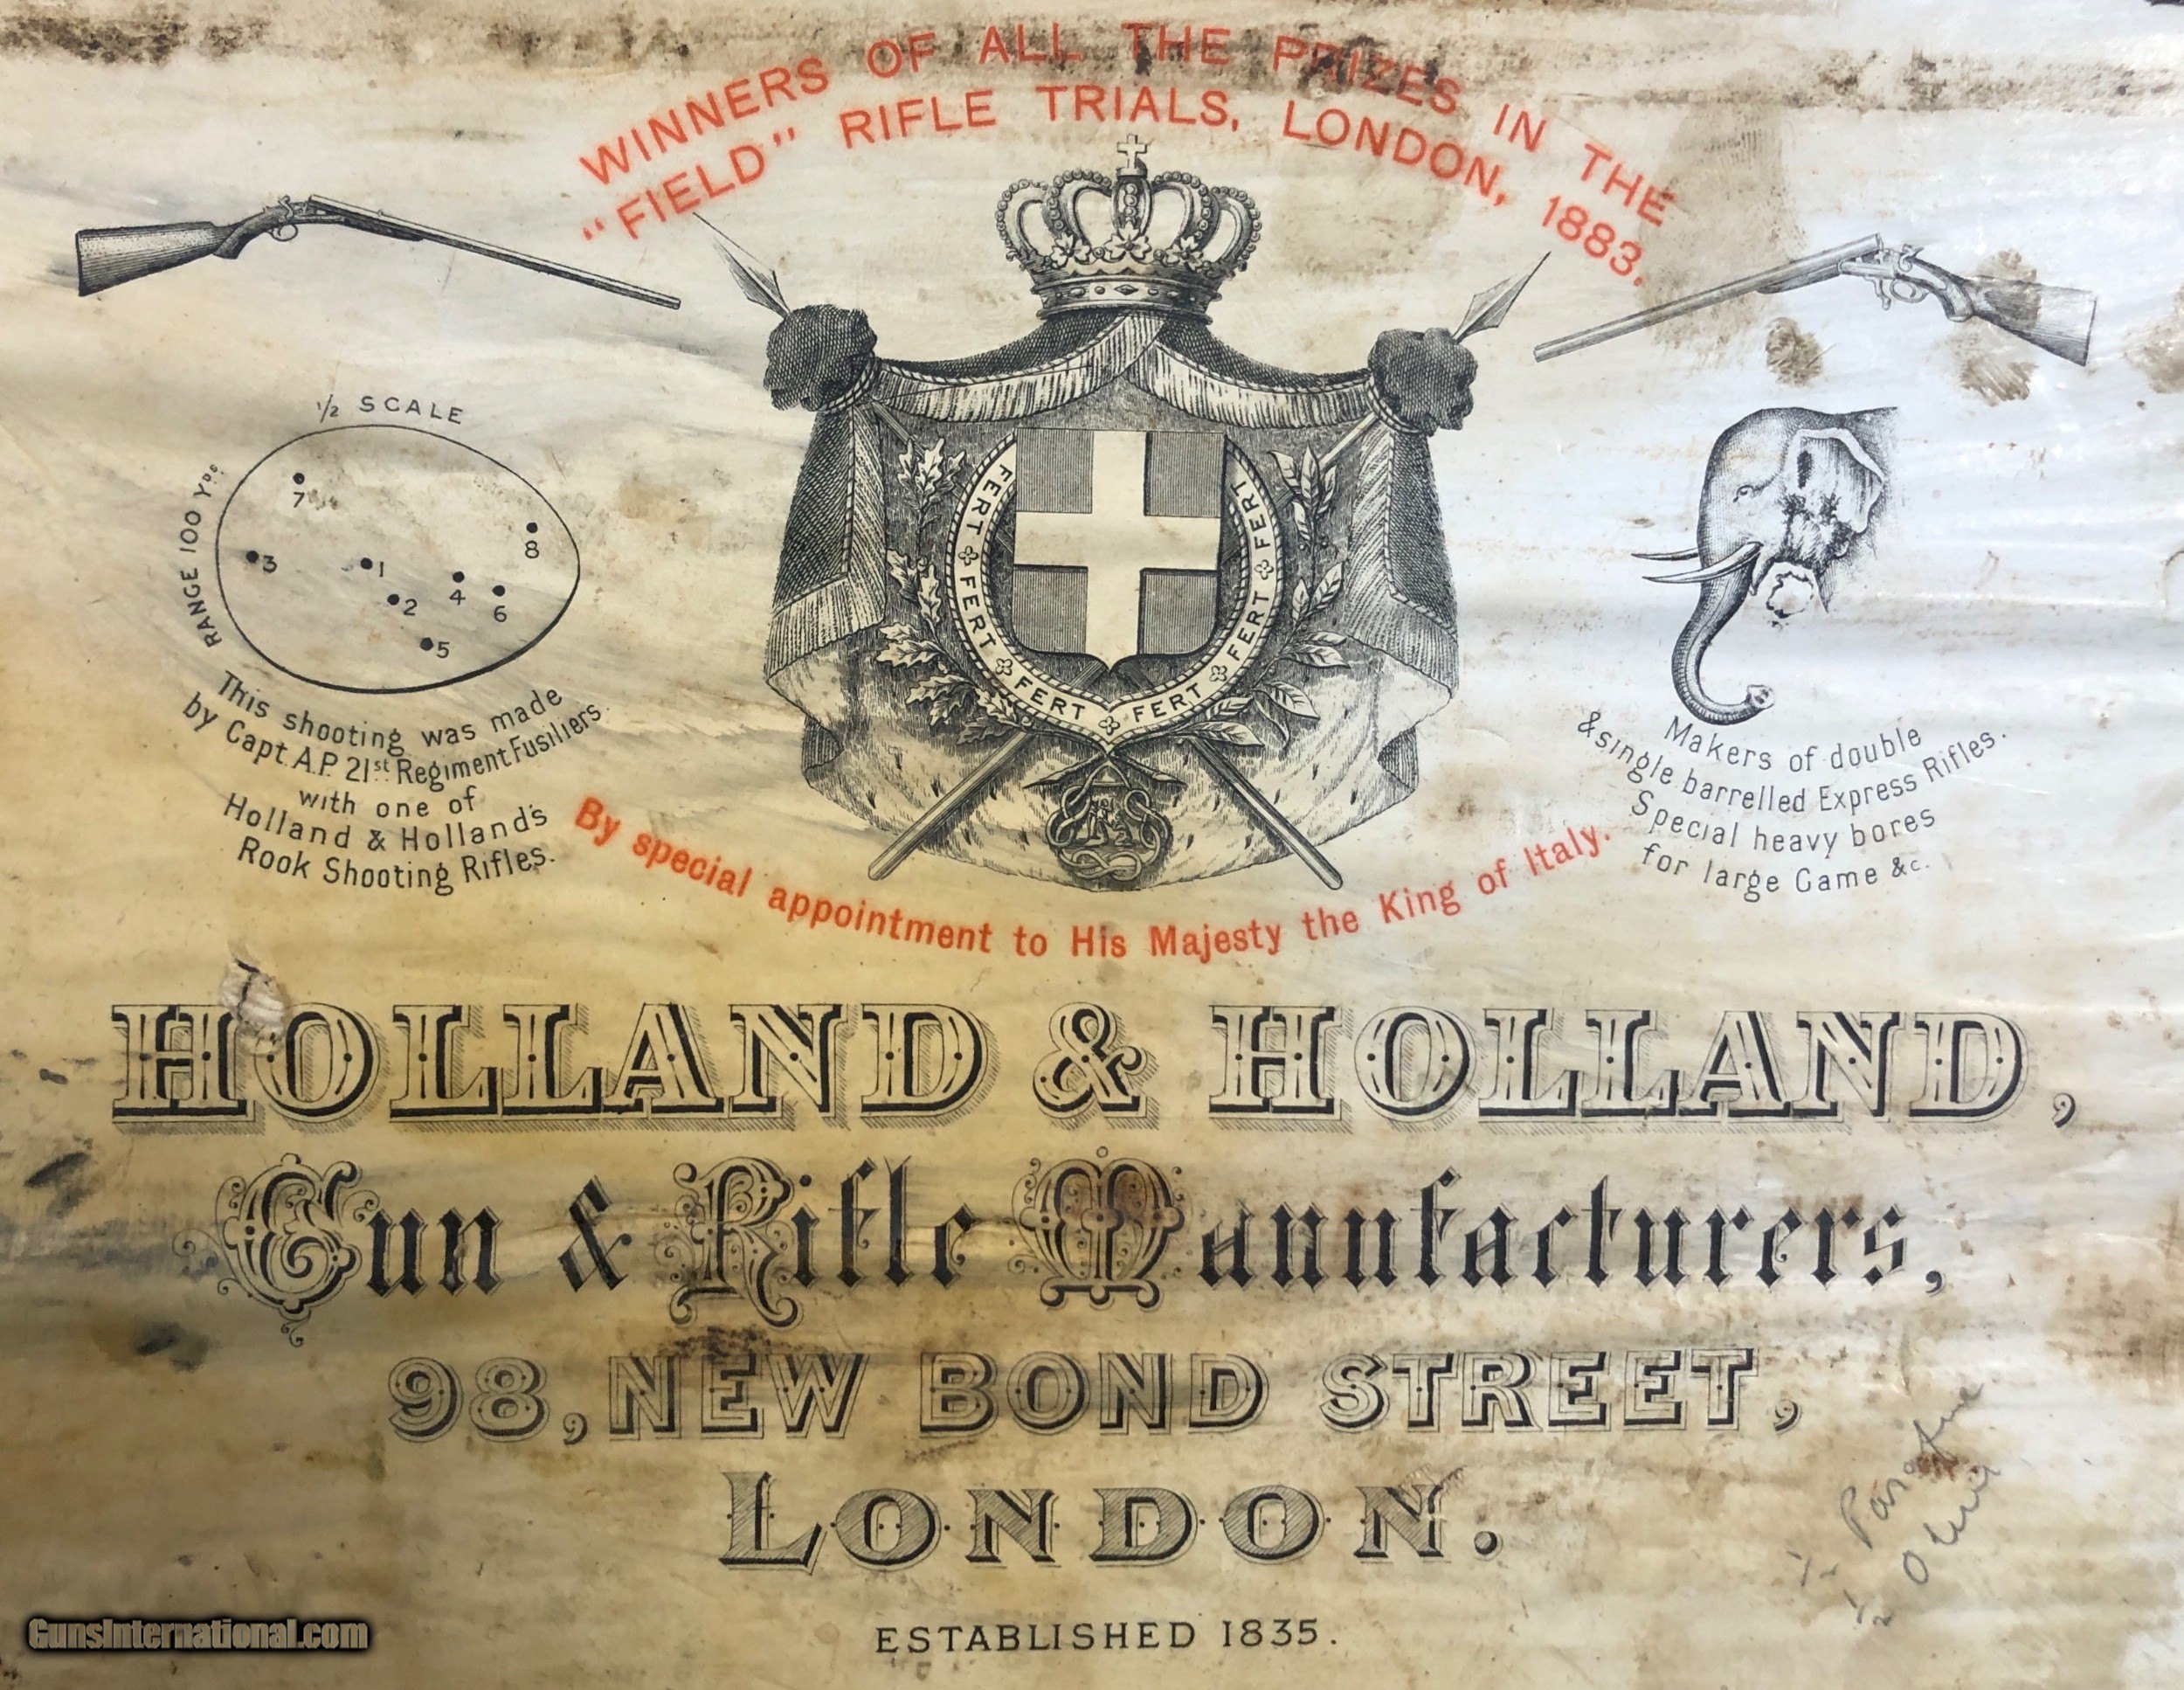 WINNERS OF ALL THE PRIZES IN THE
"FIELD" RIFLE TRIALS, LONDON, 1883.
1/2 SCALE
RANGE 100 YDS
7
8
3
1
4
6
2
5
This shooting was made
by Capt. A.P. 21st Regiment Fusiliers
with one of
Holland & Holland's
Rook Shooting Rifles.
FERT FERT FERT FERT FERT FERT
Makers of double
& single barrelled Express Rifles.
Special heavy bores
for large Game &c.
By special appointment to His Majesty the King of Italy.
HOLLAND & HOLLAND,
Gun & Rifle Manufacturers,
98, NEW BOND STREET,
LONDON.
ESTABLISHED 1835.
1/2
1/2
GunsInternational.com